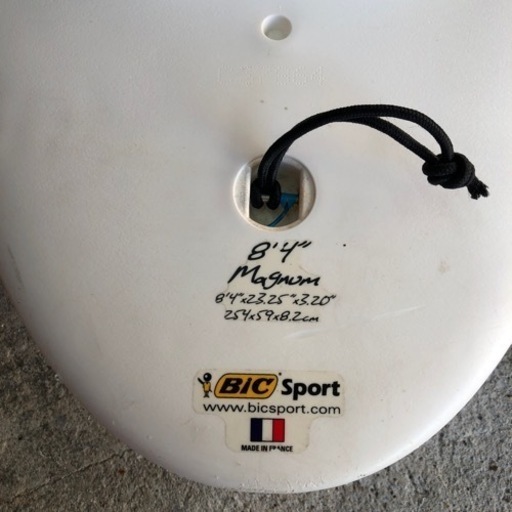 8'4"
Magnum
8'4"x23.25"x3.20"
254x59x8.2cm
BIC Sport
www.bicsport.com
MADE IN FRANCE